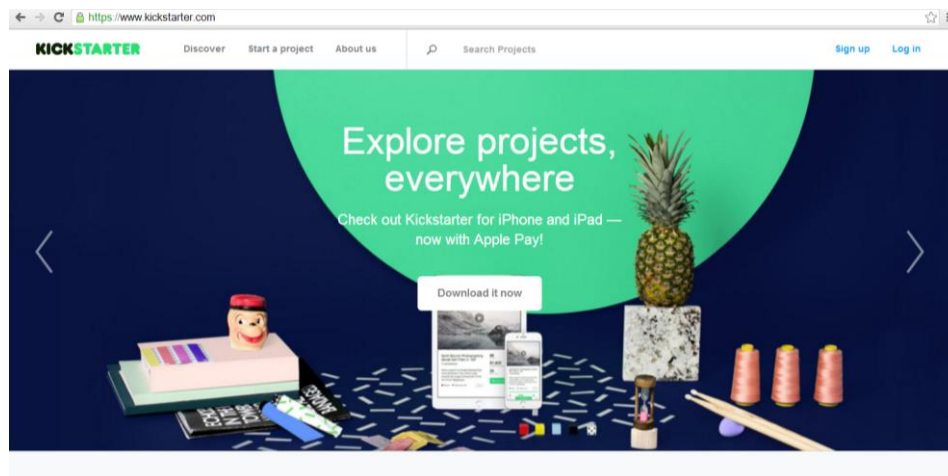 https://www.kickstarter.com
KICKSTARTER Discover Start a project About us Search Projects Sign up Log in
Explore projects,
everywhere
Check out Kickstarter for iPhone and iPad —
now with Apple Pay!
Download it now